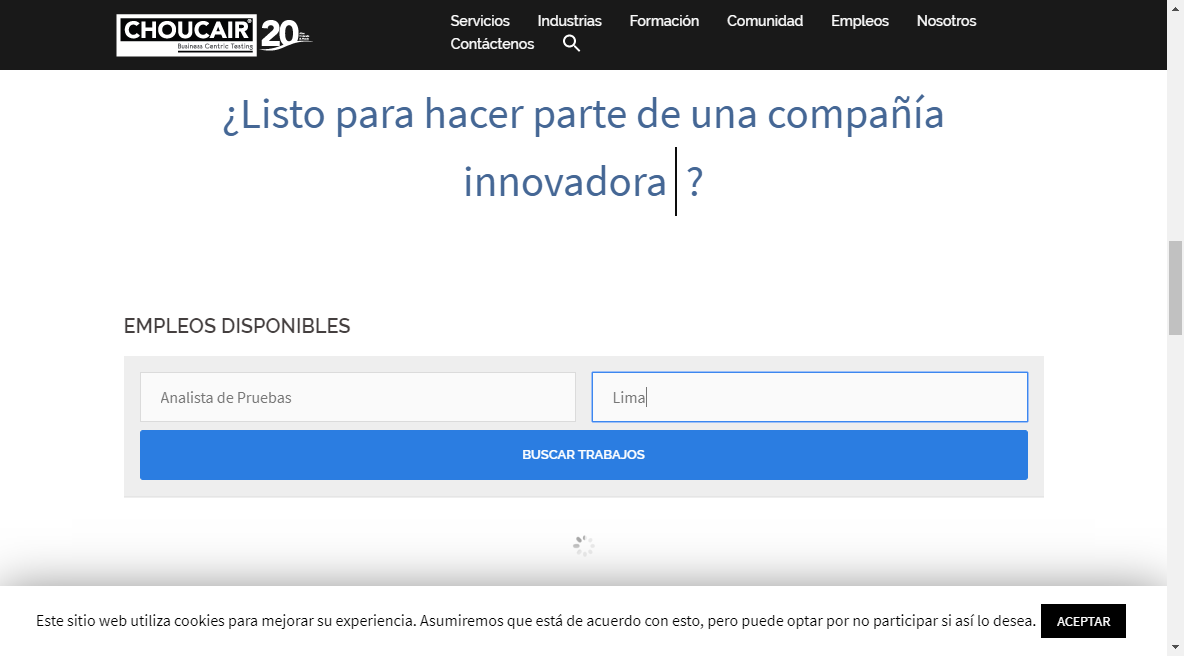 CHOUCAIR
Business Centric Testing
20
Servicios Industrias Formación Comunidad Empleos Nosotros
Contáctenos
¿Listo para hacer parte de una compañía
innovadora ?
EMPLEOS DISPONIBLES
Analista de Pruebas
Lima
BUSCAR TRABAJOS
Este sitio web utiliza cookies para mejorar su experiencia. Asumiremos que está de acuerdo con esto, pero puede optar por no participar si así lo desea.
ACEPTAR